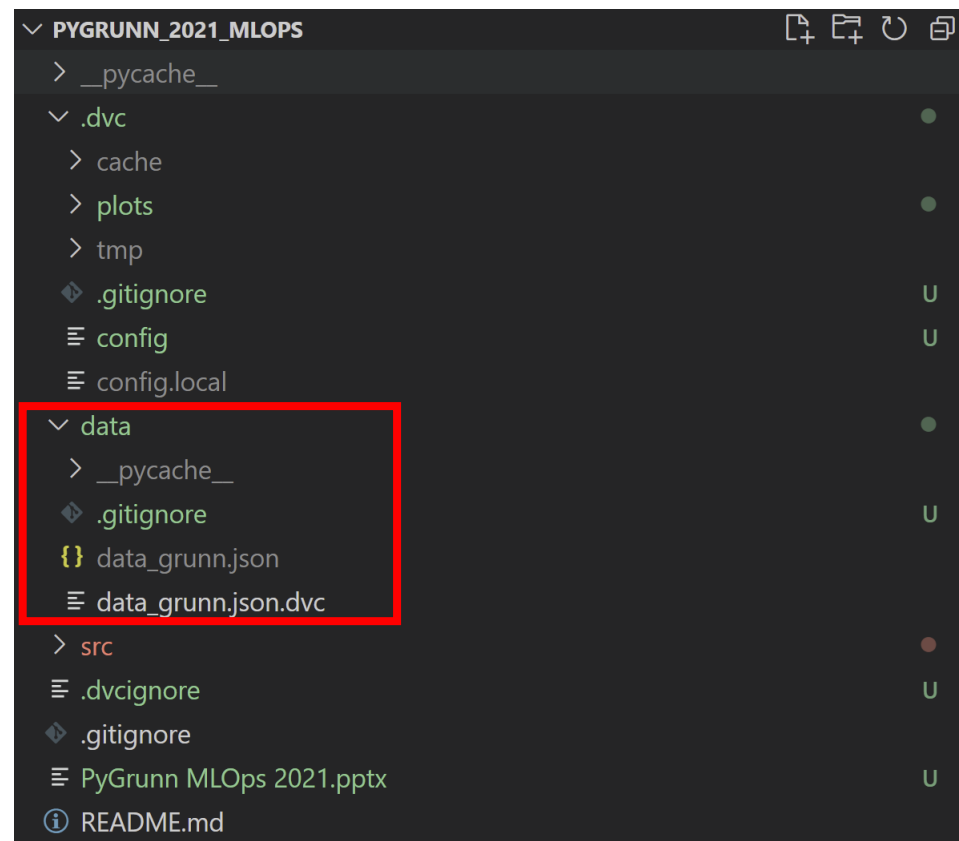 PYGRUNN_2021_MLOPS
__pycache__
.dvc
cache
plots
tmp
.gitignore U
config U
config.local
data
__pycache__
.gitignore U
{} data_grunn.json
data_grunn.json.dvc
src
.dvcignore U
.gitignore
PyGrunn MLOps 2021.pptx U
README.md